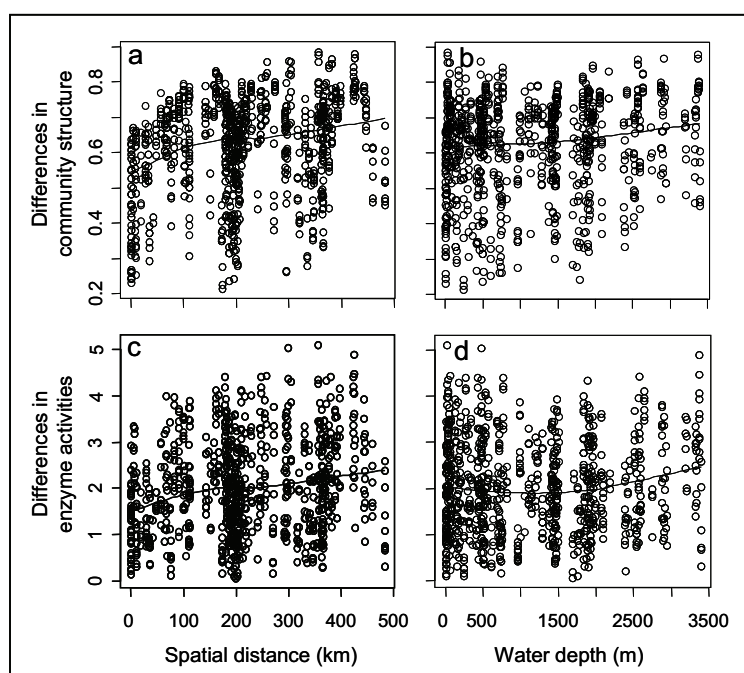 a
b
Differences in
community structure
0.8
0.6
0.4
0.2
c
d
Differences in
enzyme activities
5
4
3
2
1
0
0 100 200 300 400 500
0 500 1500 2500 3500
Spatial distance (km)
Water depth (m)